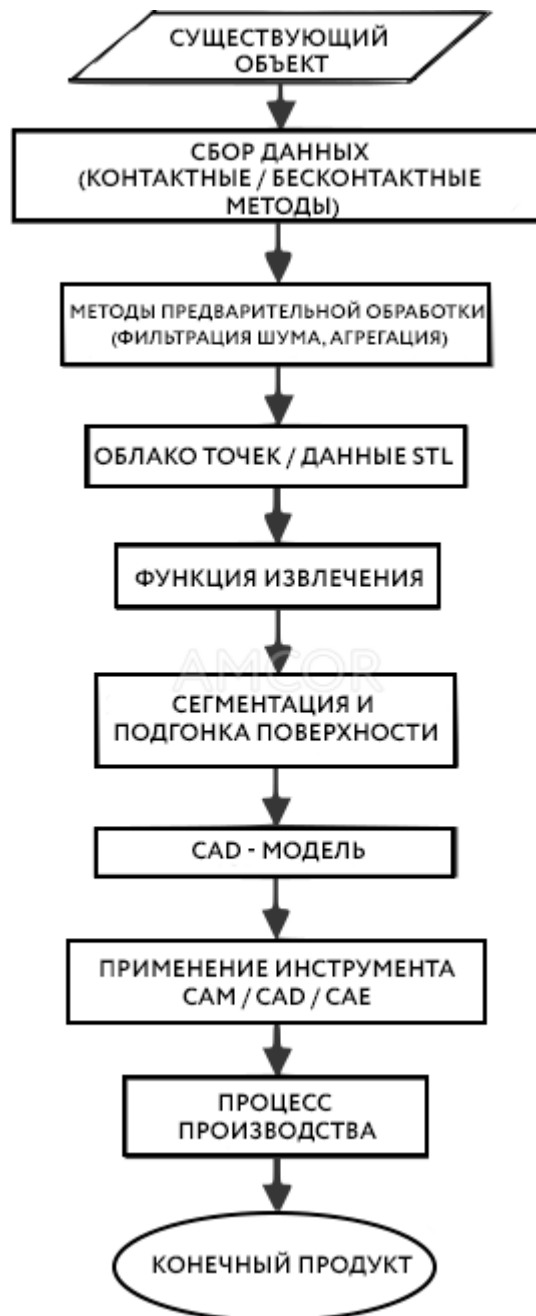 СУЩЕСТВУЮЩИЙ
ОБЪЕКТ
СБОР ДАННЫХ
(КОНТАКТНЫЕ / БЕСКОНТАКТНЫЕ
МЕТОДЫ)
МЕТОДЫ ПРЕДВАРИТЕЛЬНОЙ ОБРАБОТКИ
(ФИЛЬТРАЦИЯ ШУМА, АГРЕГАЦИЯ)
ОБЛАКО ТОЧЕК / ДАННЫЕ STL
ФУНКЦИЯ ИЗВЛЕЧЕНИЯ
AMCOR
СЕГМЕНТАЦИЯ И
ПОДГОНКА ПОВЕРХНОСТИ
CAD - МОДЕЛЬ
ПРИМЕНЕНИЕ ИНСТРУМЕНТА
CAM / CAD / CAE
ПРОЦЕСС
ПРОИЗВОДСТВА
КОНЕЧНЫЙ ПРОДУКТ